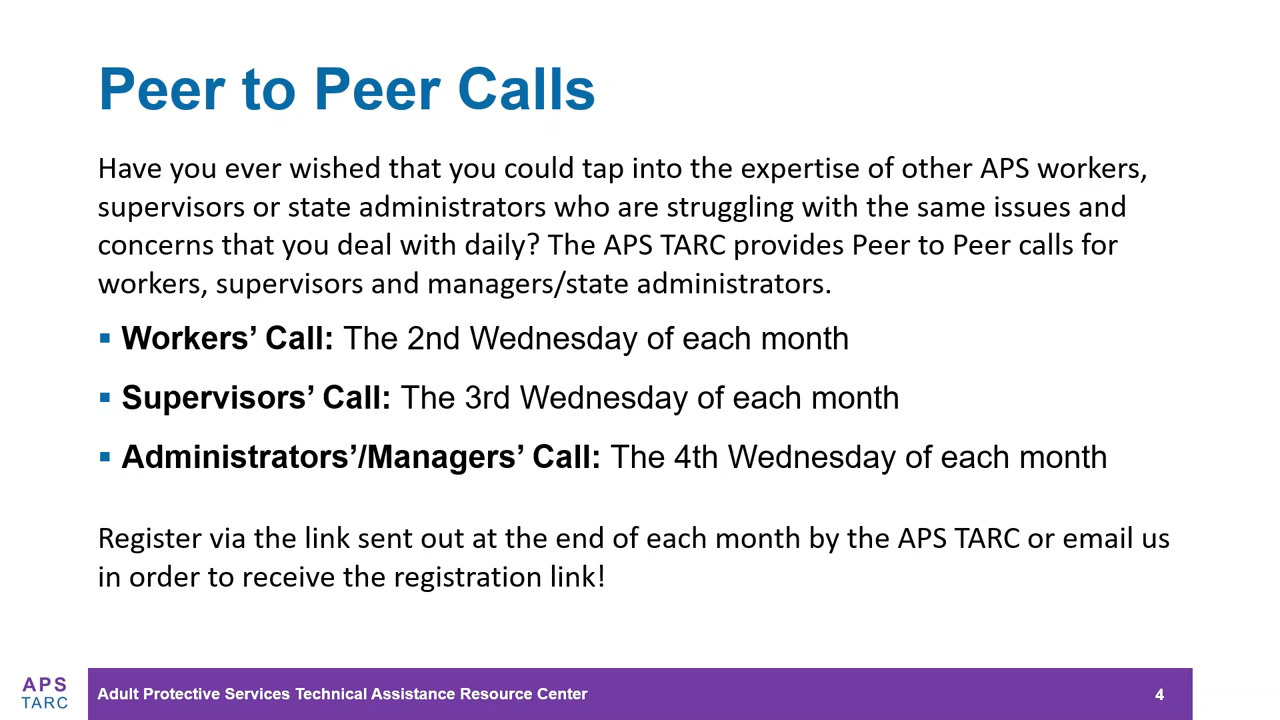 Peer to Peer Calls
Have you ever wished that you could tap into the expertise of other APS workers,
supervisors or state administrators who are struggling with the same issues and
concerns that you deal with daily? The APS TARC provides Peer to Peer calls for
workers, supervisors and managers/state administrators.
▪ Workers’ Call: The 2nd Wednesday of each month
▪ Supervisors’ Call: The 3rd Wednesday of each month
▪ Administrators’/Managers’ Call: The 4th Wednesday of each month
Register via the link sent out at the end of each month by the APS TARC or email us
in order to receive the registration link!
APS
TARC
Adult Protective Services Technical Assistance Resource Center
4